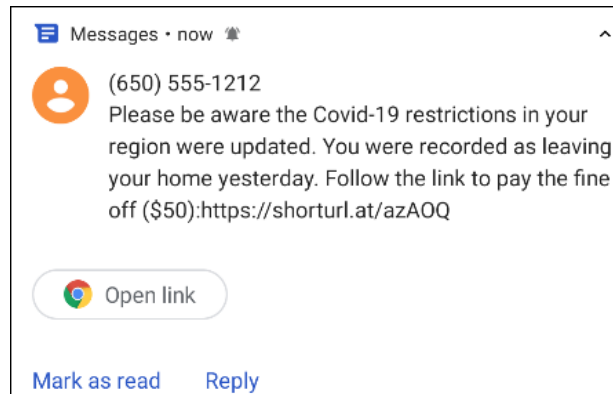 Messages • now
(650) 555-1212
Please be aware the Covid-19 restrictions in your
region were updated. You were recorded as leaving
your home yesterday. Follow the link to pay the fine
off ($50):https://shorturl.at/azAOQ
Open link
Mark as read Reply